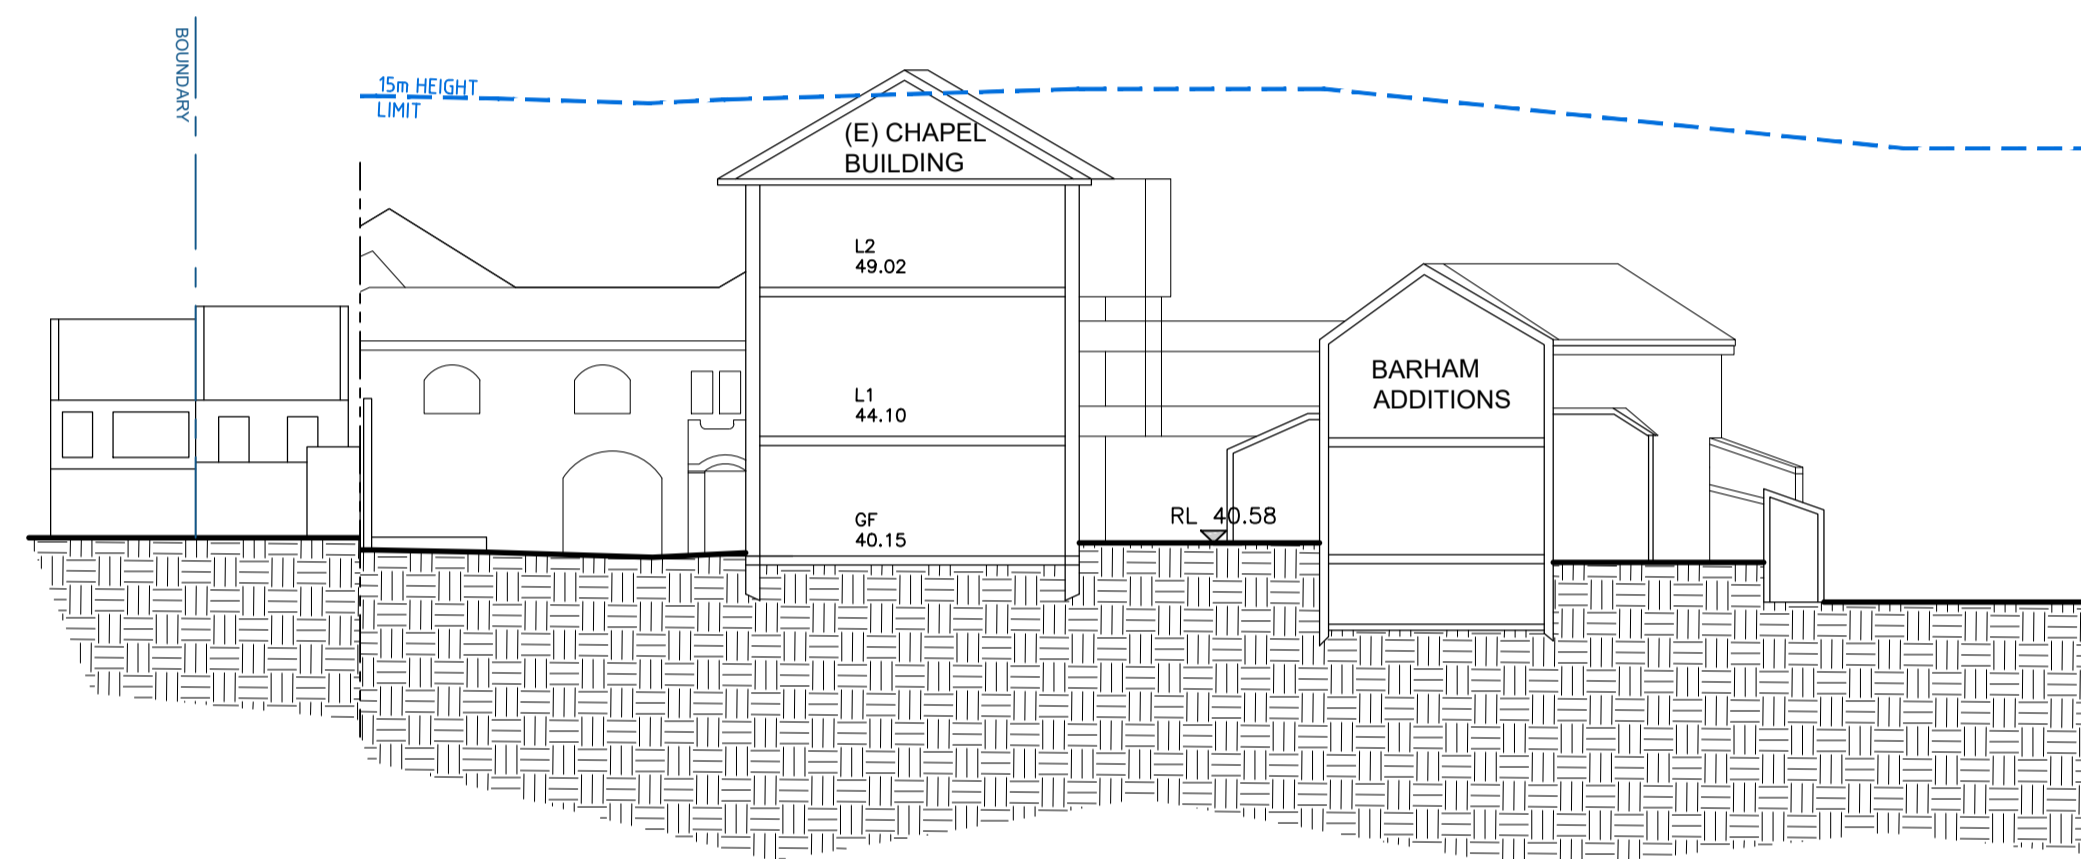 BOUNDARY
15m HEIGHT
LIMIT
(E) CHAPEL
BUILDING
L2
49.02
L1
44.10
GF
40.15
RL 40.58
BARHAM
ADDITIONS